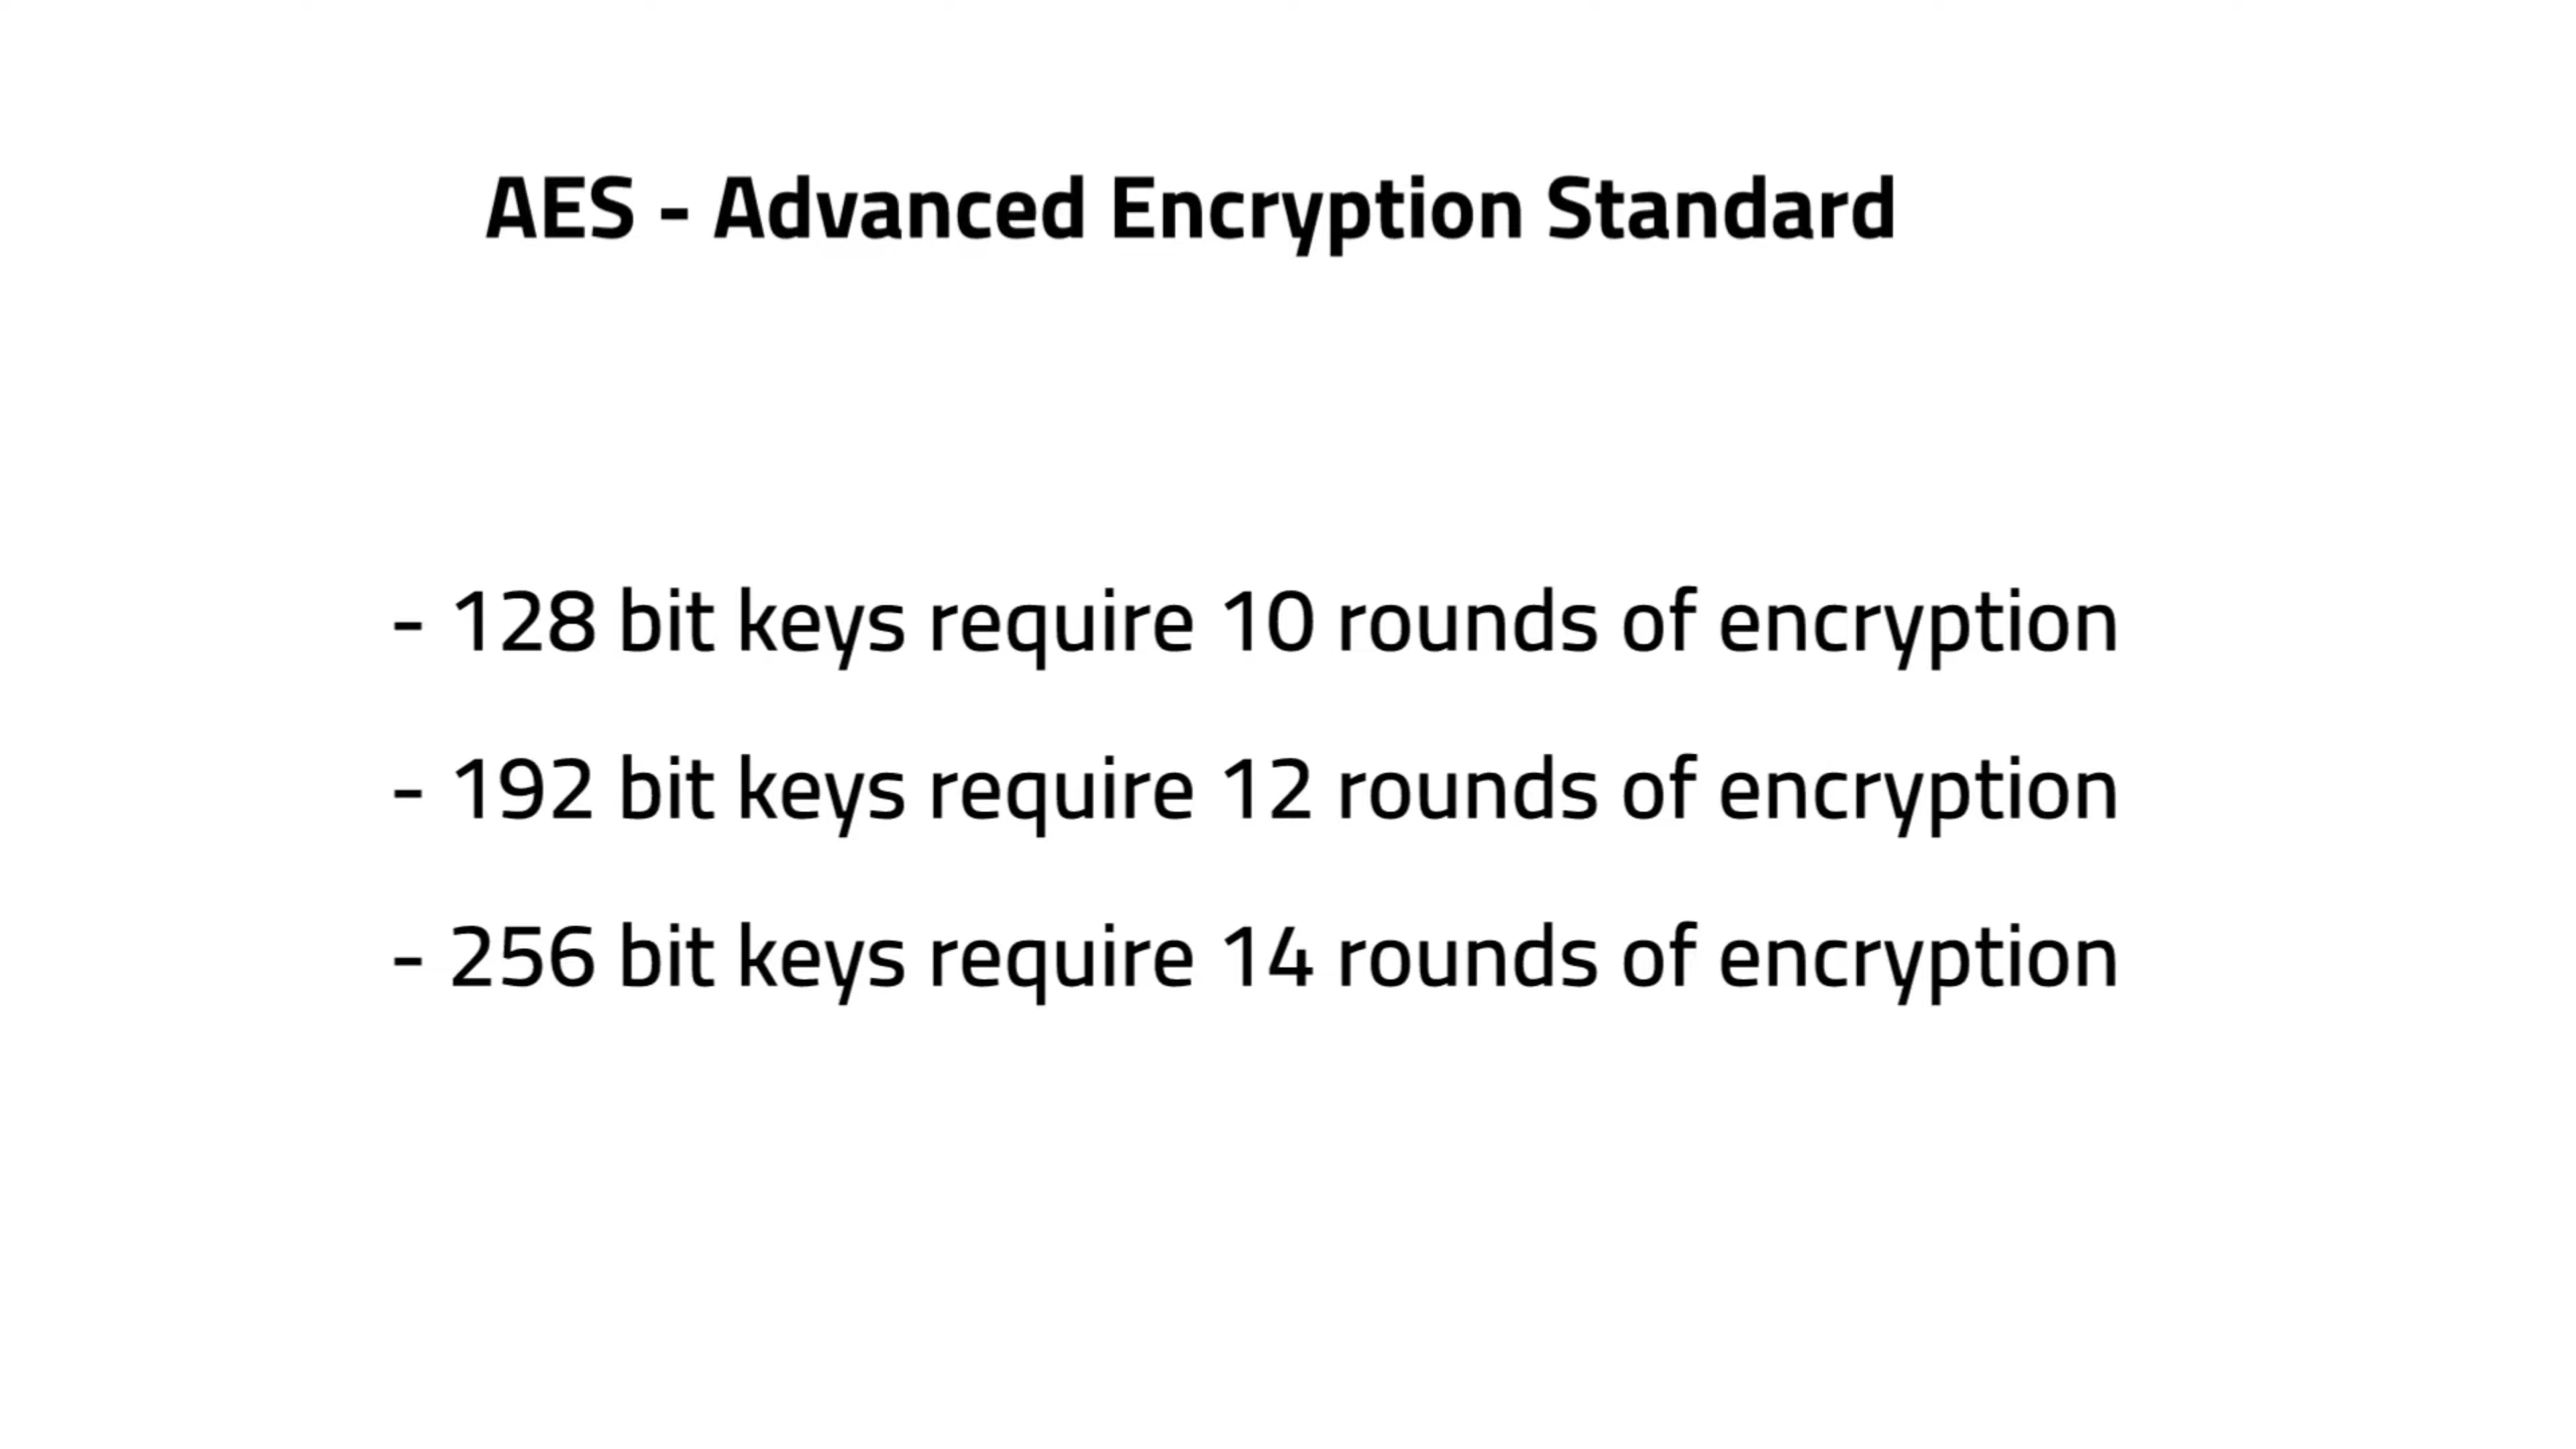 AES - Advanced Encryption Standard
- 128 bit keys require 10 rounds of encryption
- 192 bit keys require 12 rounds of encryption
- 256 bit keys require 14 rounds of encryption